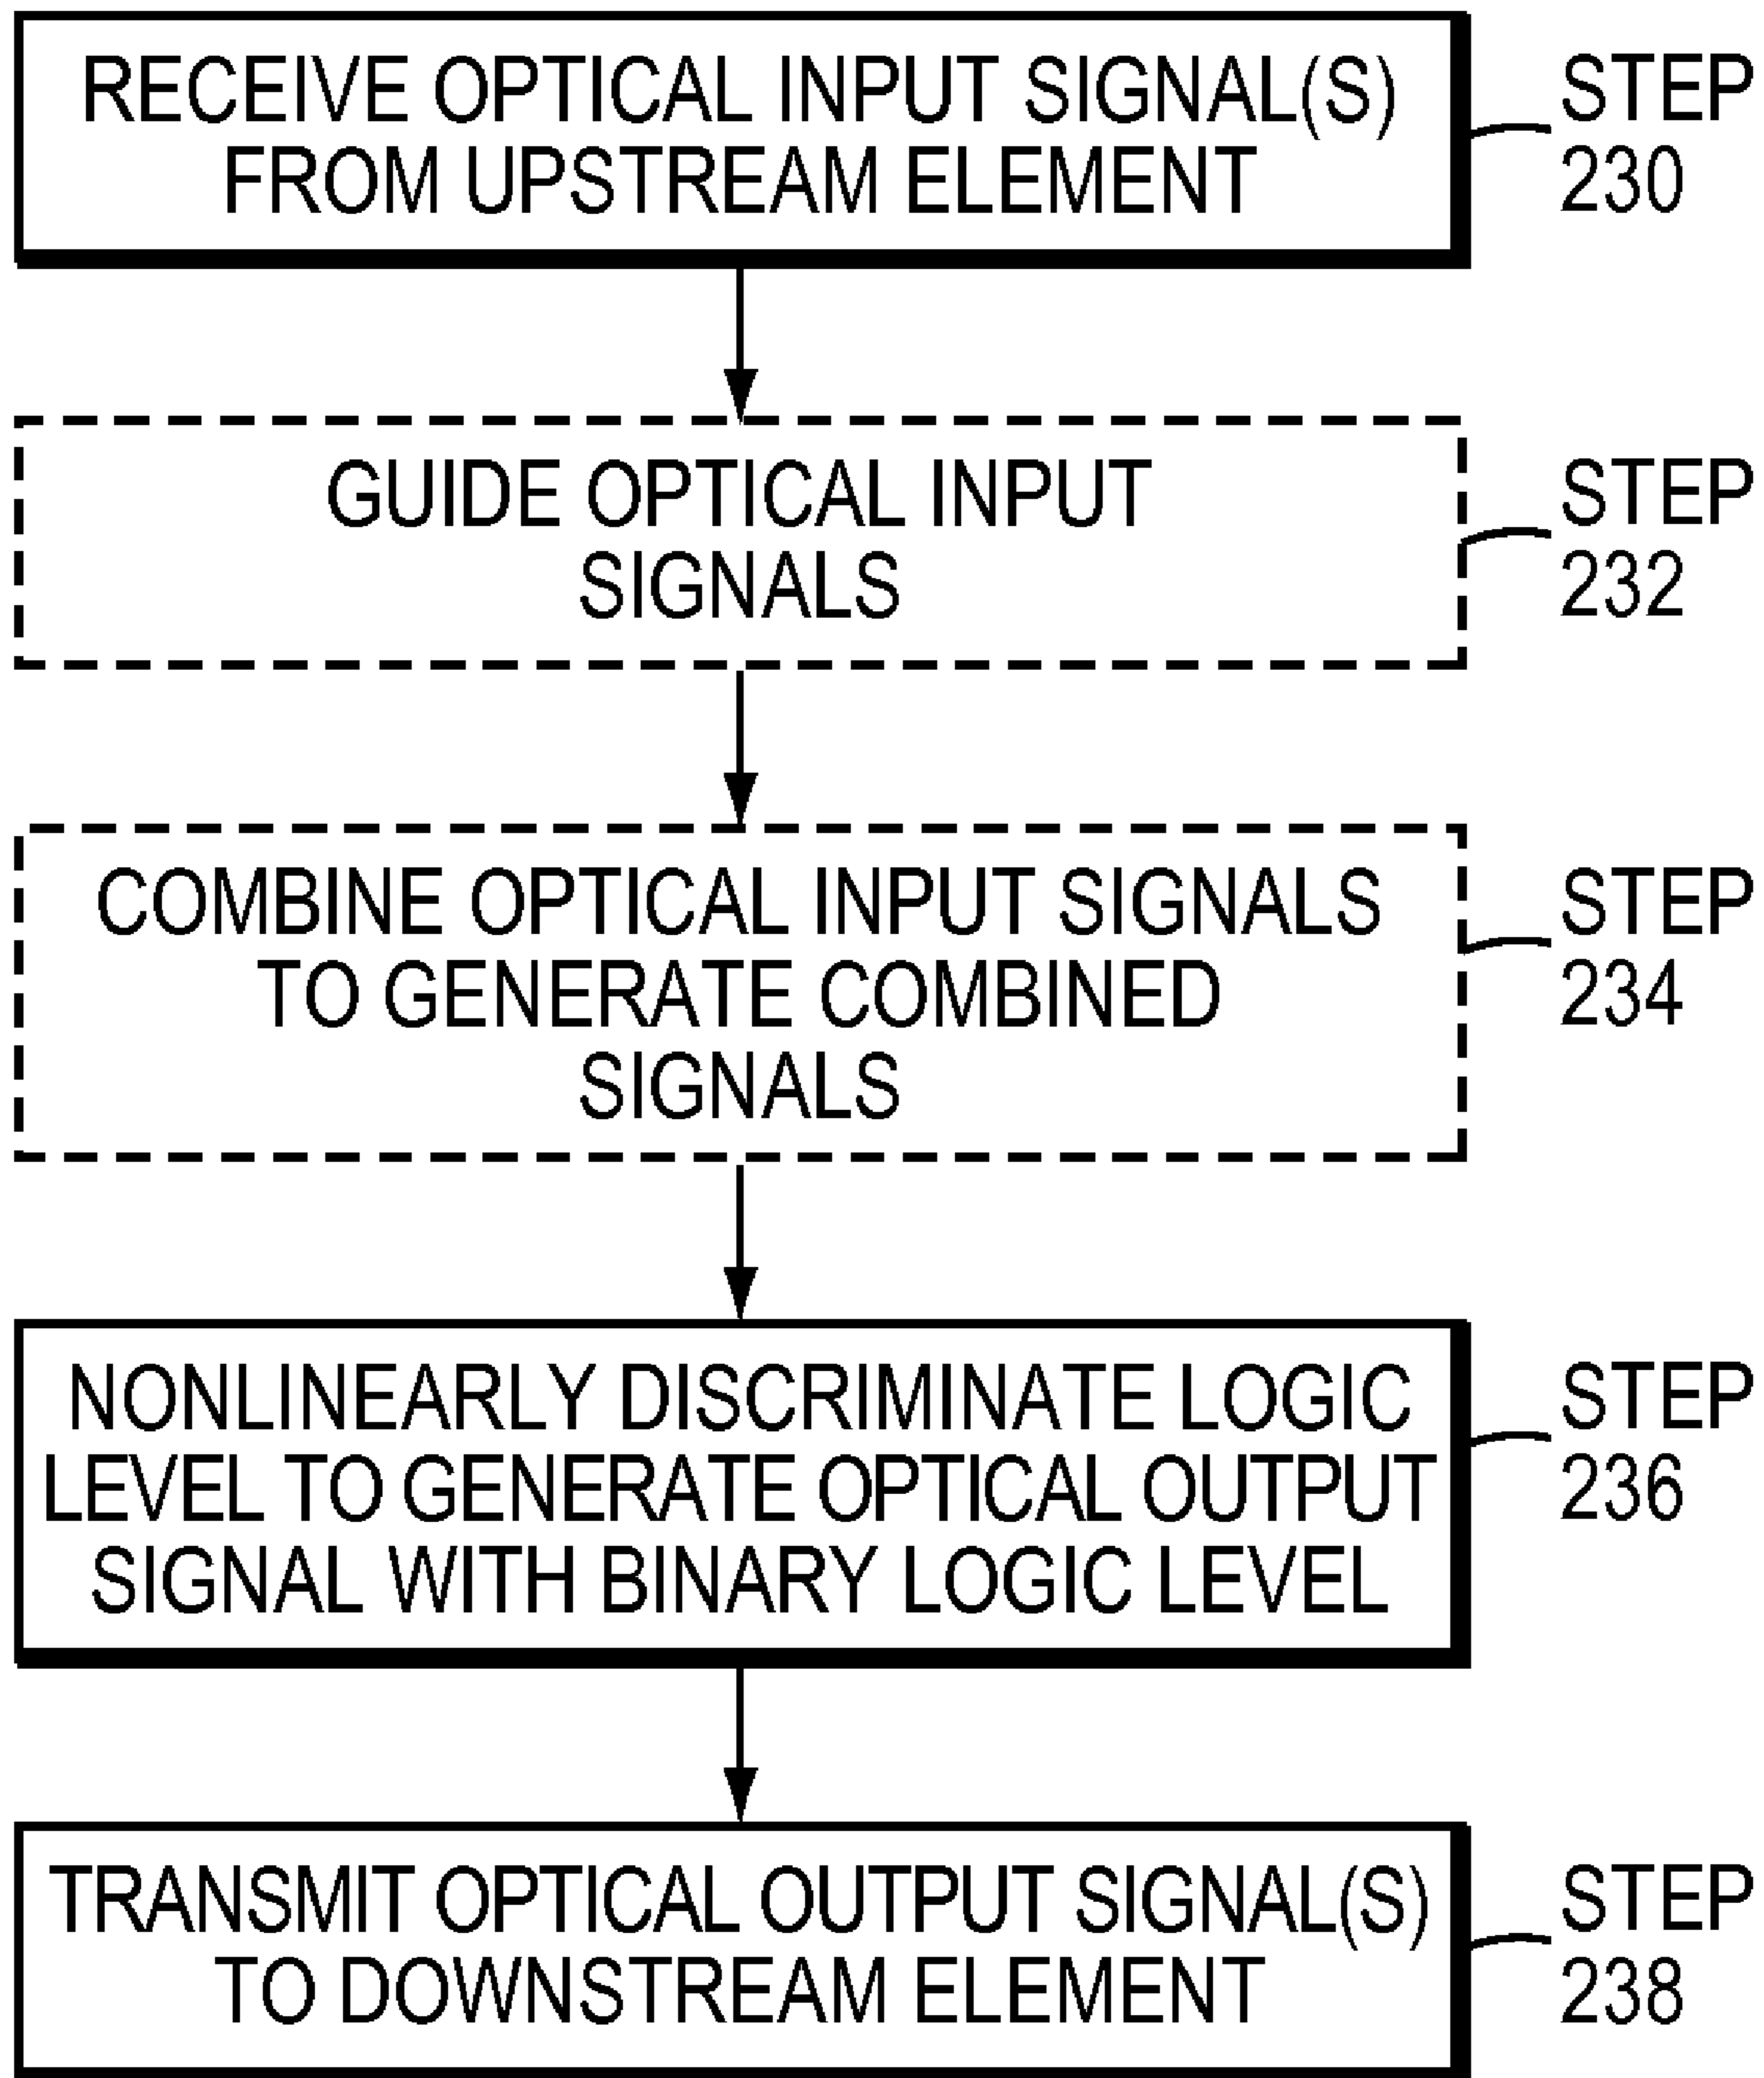 RECEIVE OPTICAL INPUT SIGNAL(S)
FROM UPSTREAM ELEMENT
STEP
230
GUIDE OPTICAL INPUT
SIGNALS
STEP
232
COMBINE OPTICAL INPUT SIGNALS
TO GENERATE COMBINED
SIGNALS
STEP
234
NONLINEARLY DISCRIMINATE LOGIC
LEVEL TO GENERATE OPTICAL OUTPUT
SIGNAL WITH BINARY LOGIC LEVEL
STEP
236
TRANSMIT OPTICAL OUTPUT SIGNAL(S)
TO DOWNSTREAM ELEMENT
STEP
238